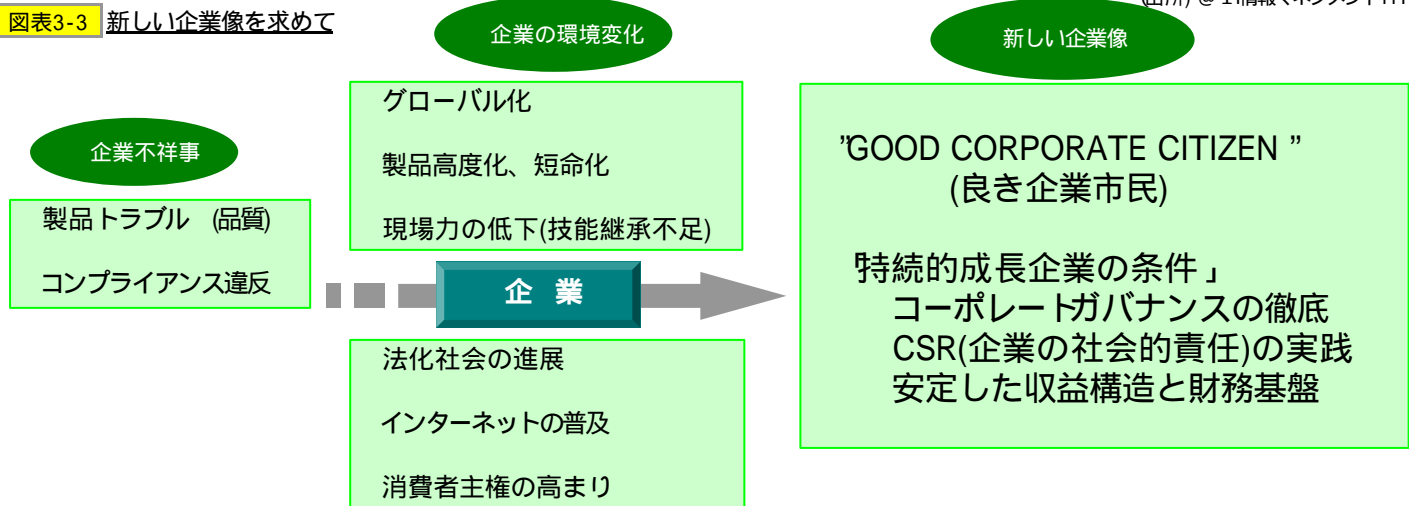 図表3-3 新しい企業像を求めて
企業不祥事
製品トラブル (品質)
コンプライアンス違反
企業の環境変化
グローバル化
製品高度化、短命化
現場力の低下(技能継承不足)
企 業
法化社会の進展
インターネットの普及
消費者主権の高まり
新しい企業像
”GOOD CORPORATE CITIZEN ”
(良き企業市民)
「持続的成長企業の条件」
コーポレートガバナンスの徹底
CSR(企業の社会的責任)の実践
安定した収益構造と財務基盤